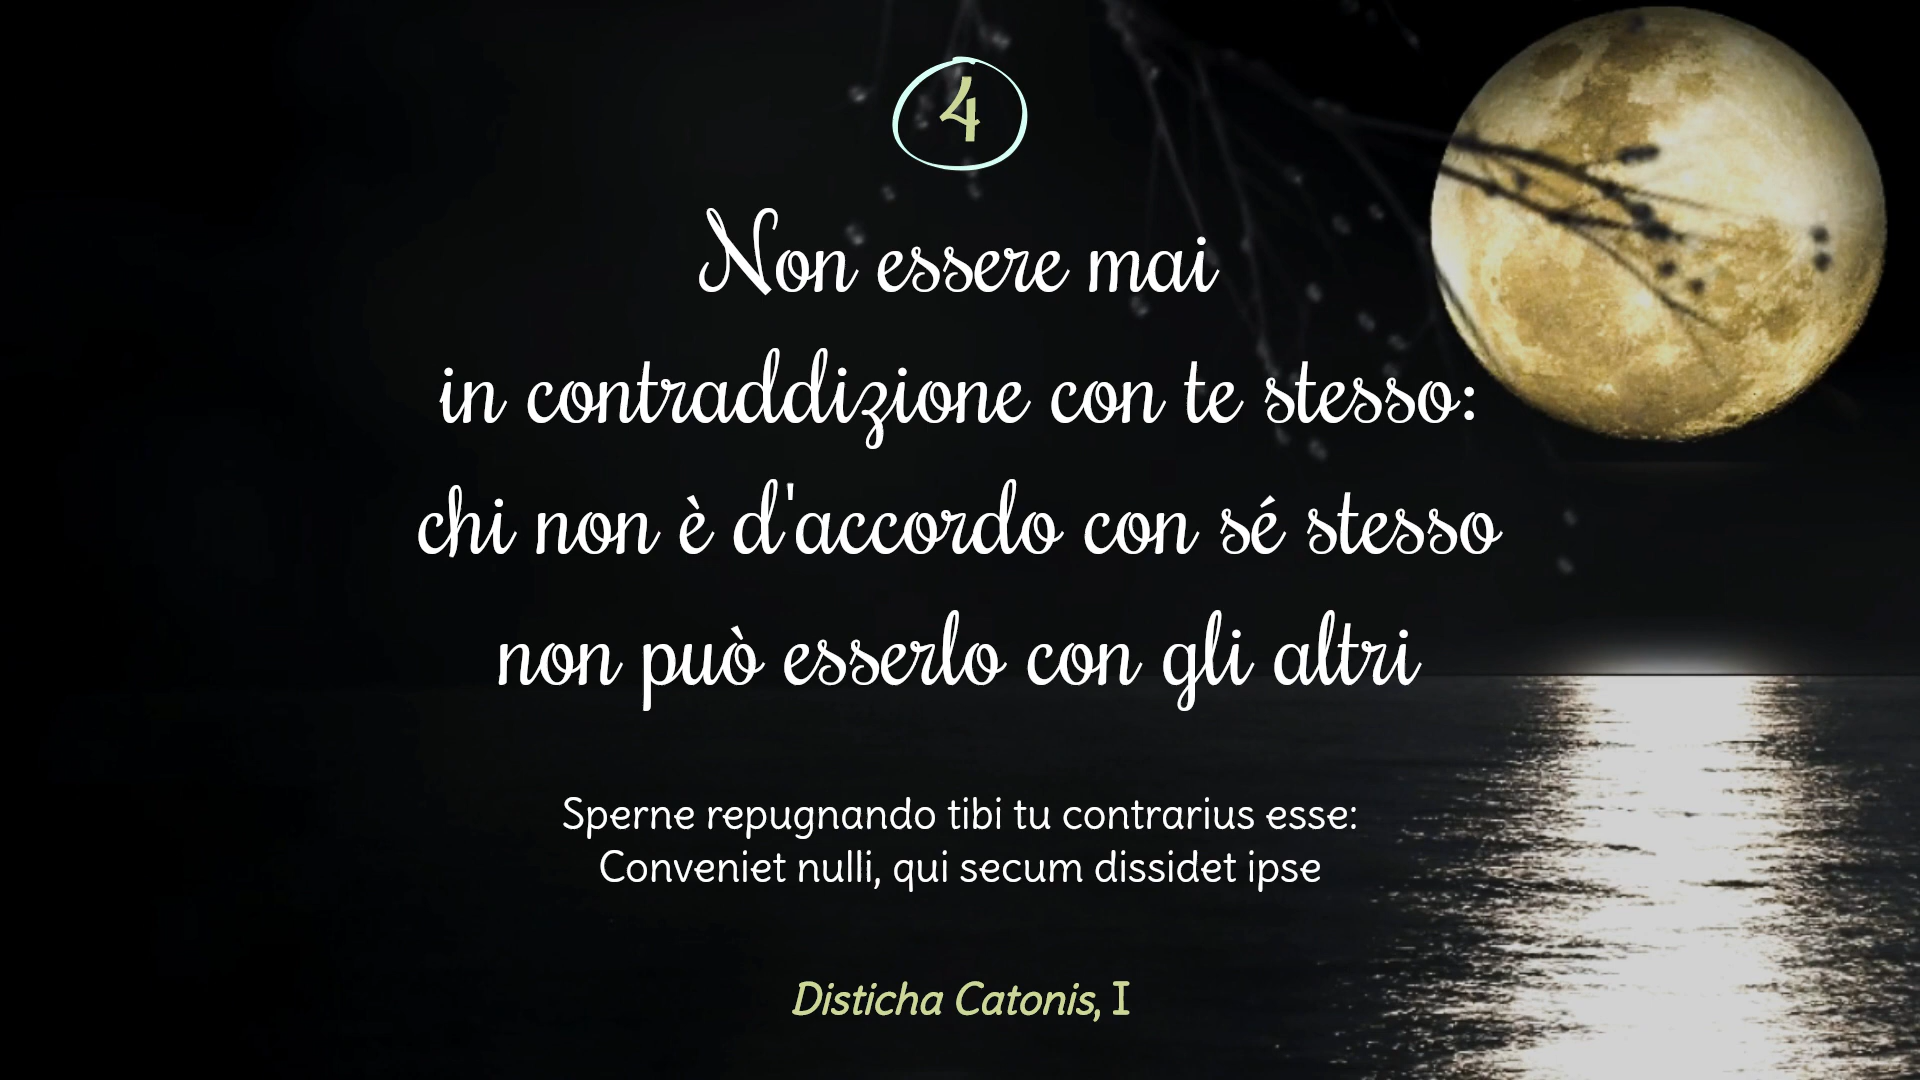 4
Non essere mai
in contraddizione con te stesso:
chi non è d'accordo con sé stesso
non può esserlo con gli altri
Sperne repugnando tibi tu contrarius esse:
Conveniet nulli, qui secum dissidet ipse
Disticha Catonis, I